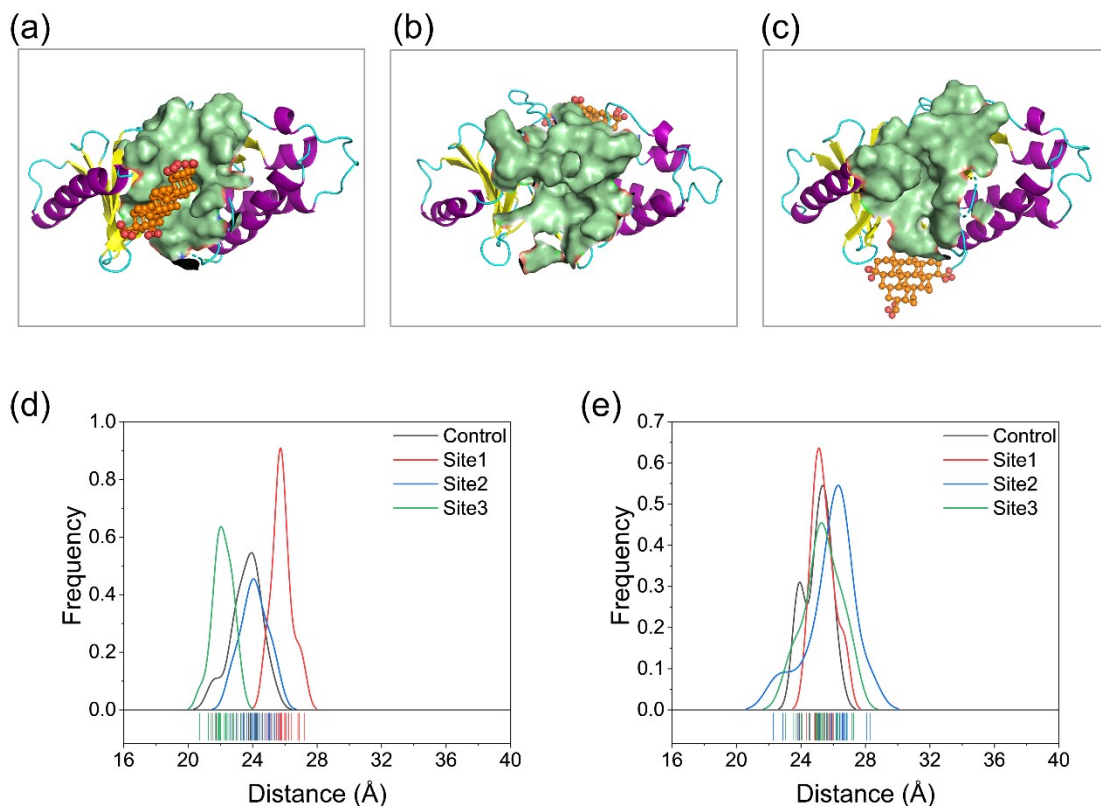 (a)
(b)
(c)
(d)
(e)
1.0
0.8
0.6
0.4
0.2
0.0
Frequency
Control
Site1
Site2
Site3
16 20 24 28 32 36 40
Distance (Å)
0.7
0.6
0.5
0.4
0.3
0.2
0.1
0.0
Frequency
Control
Site1
Site2
Site3
16 20 24 28 32 36 40
Distance (Å)